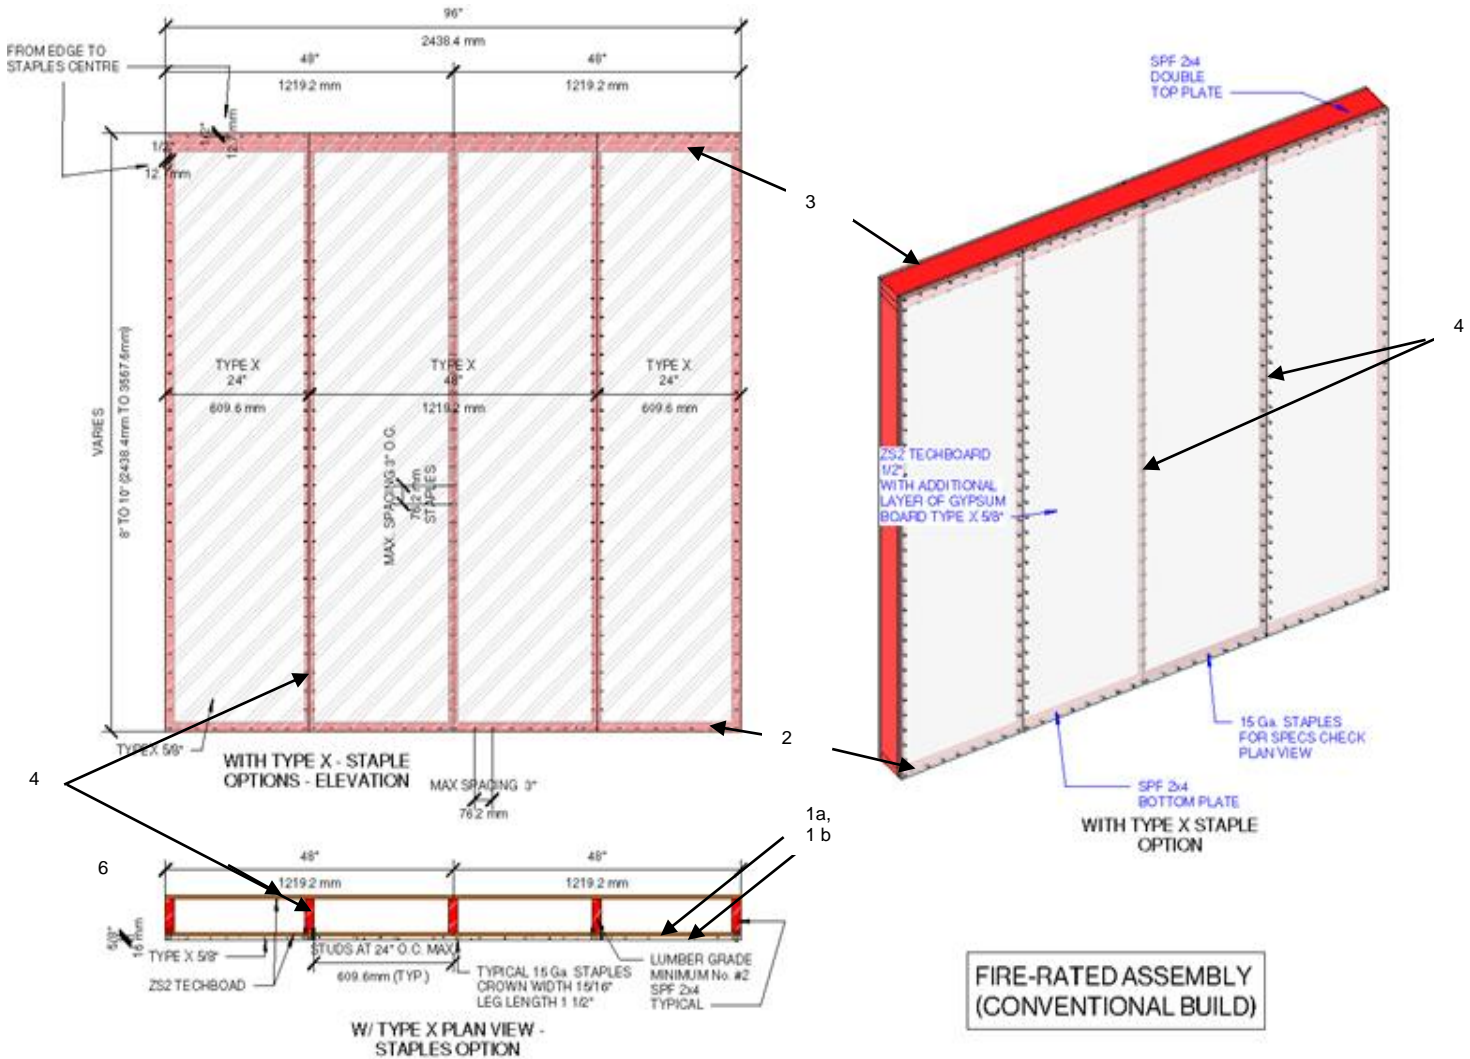 96"
2438.4 mm
FROM EDGE TO
STAPLES CENTRE
48"
48"
1219.2 mm
1219.2 mm
1/2"
12.7 mm
1/2"
12.7 mm
VARIES
8" TO 10" (2438.4mm TO 3567.6mm)
TYPE X
24"
609.6 mm
TYPE X
48"
1219.2 mm
TYPE X
24"
609.6 mm
MAX. SPACING 3" O.C.
76.2 mm
STAPLES
TYPEX 5/8"
WITH TYPE X - STAPLE
OPTIONS - ELEVATION
MAX SPACING 3"
76.2 mm
3
2
4
SPF 2x4
DOUBLE
TOP PLATE
4
ZS2 TECHBOARD
1/2",
WITH ADDITIONAL
LAYER OF GYPSUM
BOARD TYPE X 5/8"
15 Ga. STAPLES
FOR SPECS CHECK
PLAN VIEW
SPF 2x4
BOTTOM PLATE
WITH TYPE X STAPLE
OPTION
1a,
1 b
6
48"
48"
1219.2 mm
1219.2 mm
5/8"
16 mm
TYPE X 5/8"
ZS2 TECHBOAD
STUDS AT 24" O.C. MAX
609.6mm (TYP.)
TYPICAL 15 Ga. STAPLES
CROWN WIDTH 15/16"
LEG LENGTH 1 1/2"
LUMBER GRADE
MINIMUM No. #2
SPF 2x4
TYPICAL
W/ TYPE X PLAN VIEW -
STAPLES OPTION
FIRE-RATED ASSEMBLY
(CONVENTIONAL BUILD)